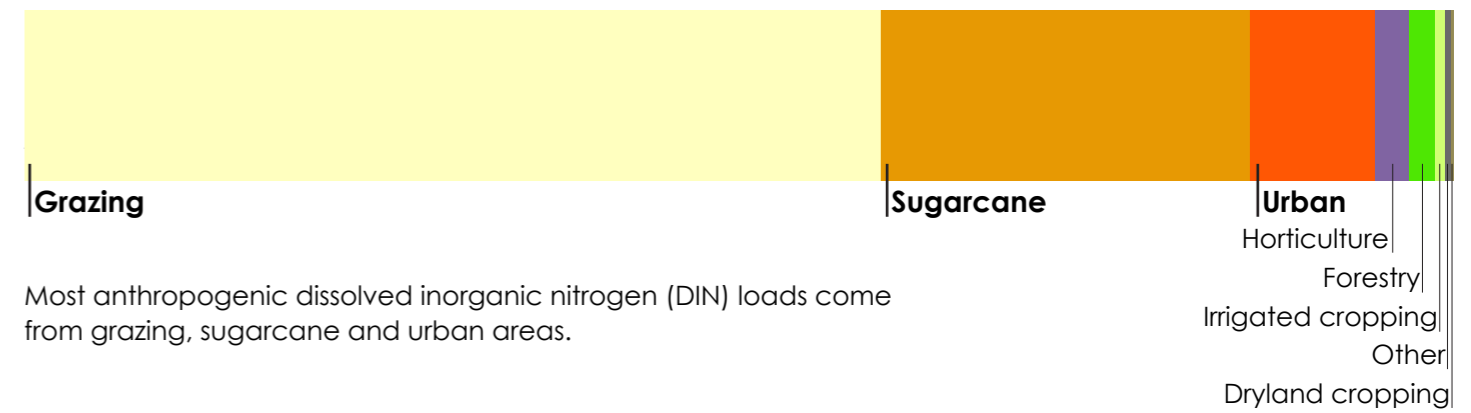 Grazing
Sugarcane
Urban
Horticulture
Forestry
Irrigated cropping
Other
Dryland cropping
Most anthropogenic dissolved inorganic nitrogen (DIN) loads come
from grazing, sugarcane and urban areas.